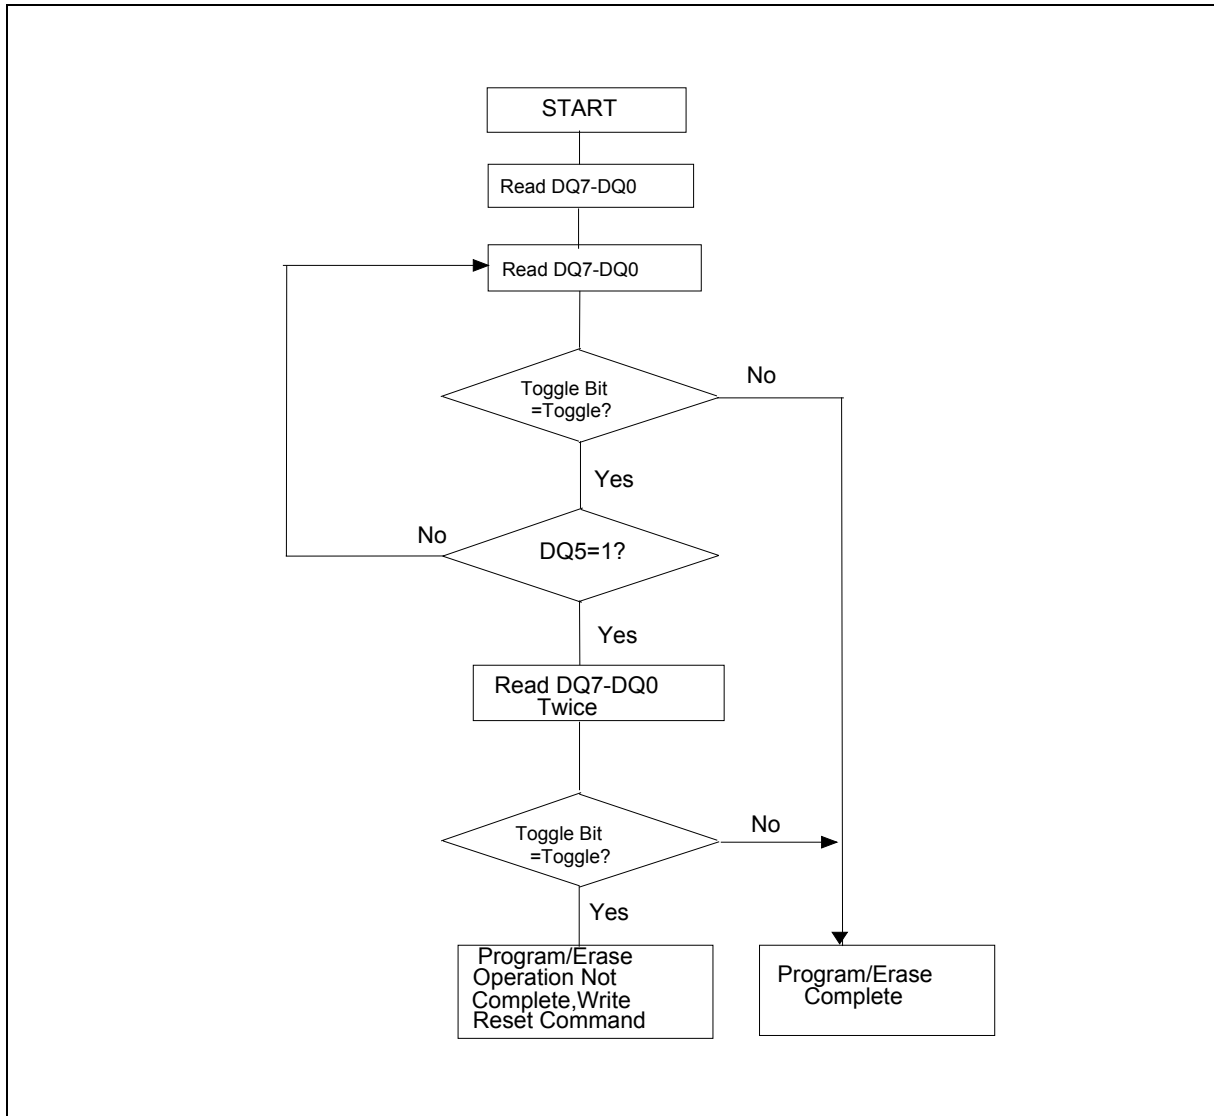 START
Read DQ7-DQ0
Read DQ7-DQ0
Toggle Bit
=Toggle?
No
Yes
No
DQ5=1?
Yes
Read DQ7-DQ0
Twice
Toggle Bit
=Toggle?
No
Yes
Program/Erase
Operation Not
Complete,Write
Reset Command
Program/Erase
Complete